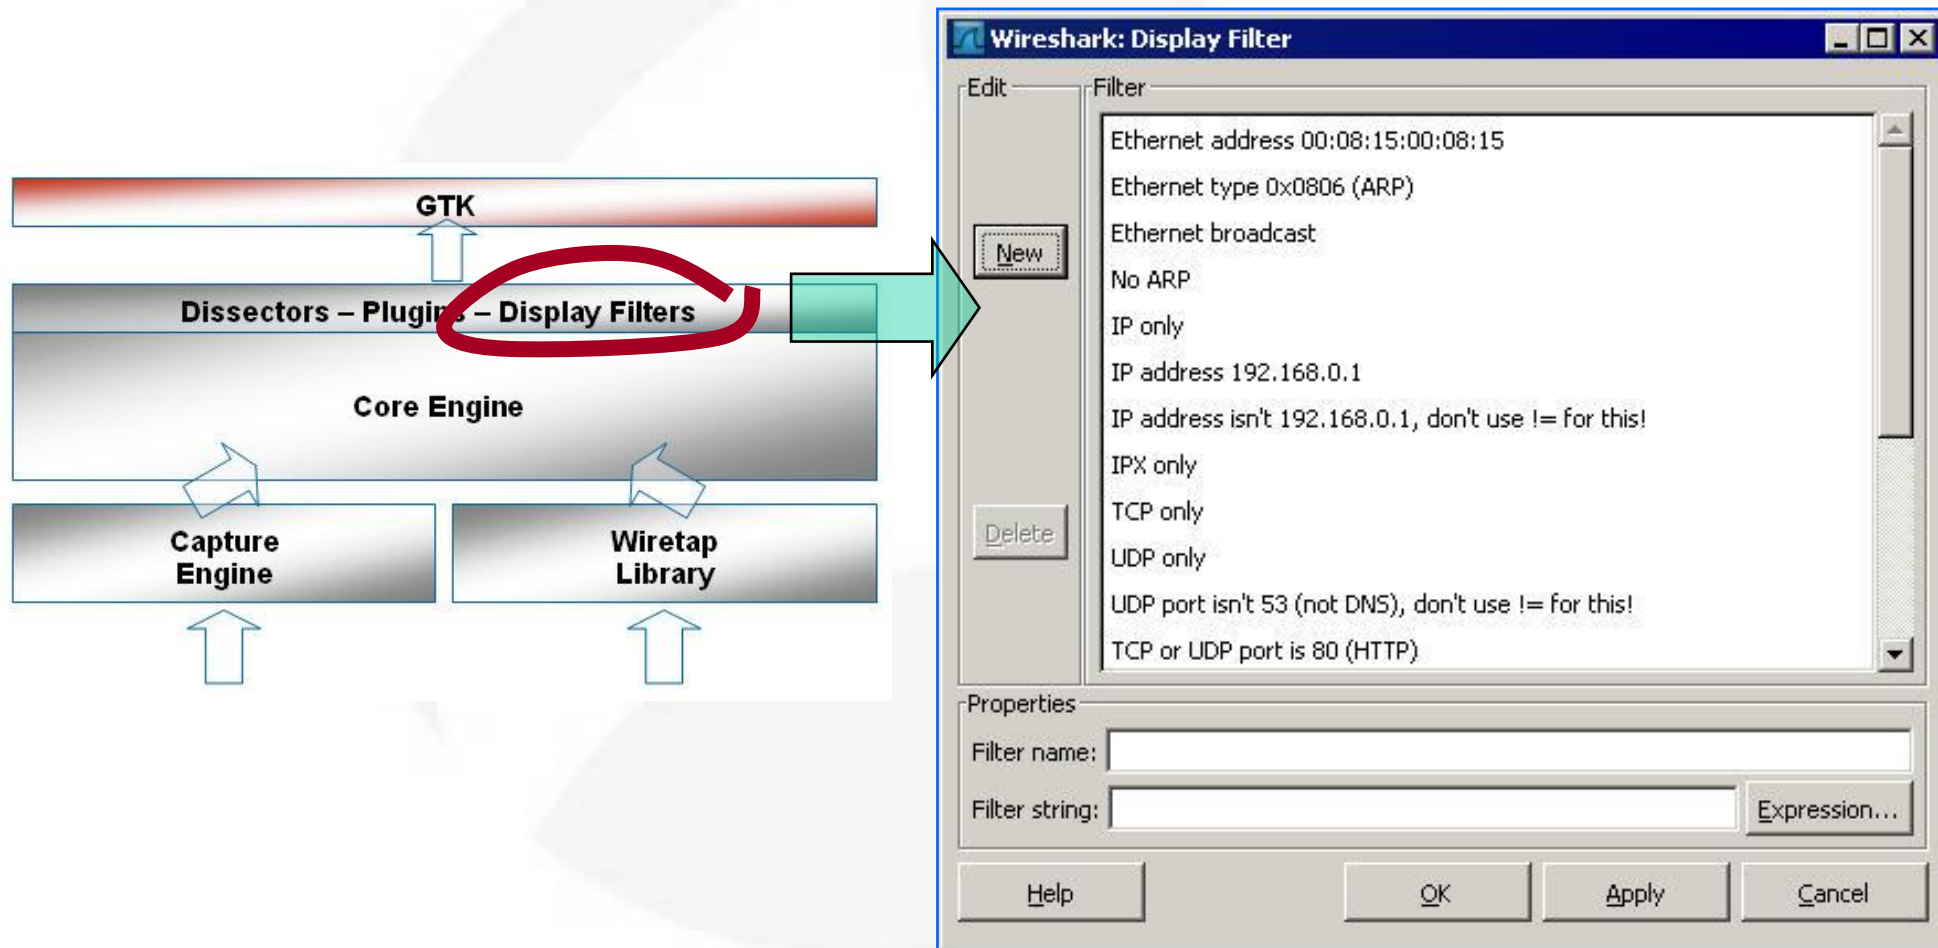 GTK
Dissectors – Plugins – Display Filters
Core Engine
Capture
Engine
Wiretap
Library
Wireshark: Display Filter
Edit
Filter
New
Delete
Ethernet address 00:08:15:00:08:15
Ethernet type 0x0806 (ARP)
Ethernet broadcast
No ARP
IP only
IP address 192.168.0.1
IP address isn't 192.168.0.1, don't use != for this!
IPX only
TCP only
UDP only
UDP port isn't 53 (not DNS), don't use != for this!
TCP or UDP port is 80 (HTTP)
Properties
Filter name:
Filter string:
Expression...
Help
OK
Apply
Cancel